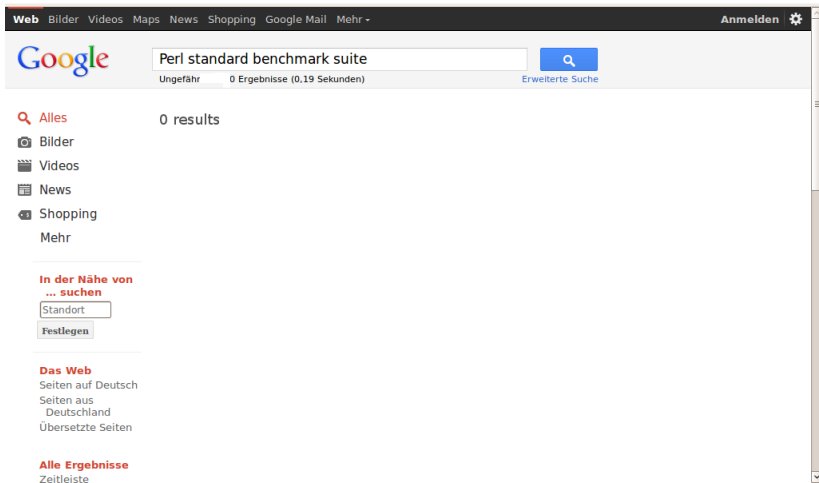 Web Bilder Videos Maps News Shopping Google Mail Mehr Anmelden
Google
Perl standard benchmark suite
Ungefähr 0 Ergebnisse (0,19 Sekunden) Erweiterte Suche
Alles
0 results
Bilder
Videos
News
Shopping
Mehr
In der Nähe von
... suchen
Standort
Festlegen
Das Web
Seiten auf Deutsch
Seiten aus
Deutschland
Übersetzte Seiten
Alle Ergebnisse
Zeitleiste